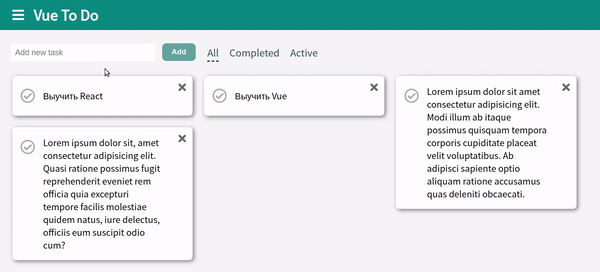 Vue To Do
Add new task
Add
All
Completed
Active
Выучить React
Выучить Vue
Lorem ipsum dolor sit amet
consectetur adipisicing elit.
Modi illum ab itaque
possimus quisquam tempora
corporis cupiditate placeat
velit voluptatibus. Ab
adipisci sapiente optio
aliquam ratione accusamus
quas deleniti obcaecati.
Lorem ipsum dolor sit, amet
consectetur adipisicing elit.
Quasi ratione possimus fugit
reprehenderit eveniet rem
officia quia excepturi
tempore facilis molestiae
quidem natus, iure delectus,
officiis eum suscipit odio
cum?